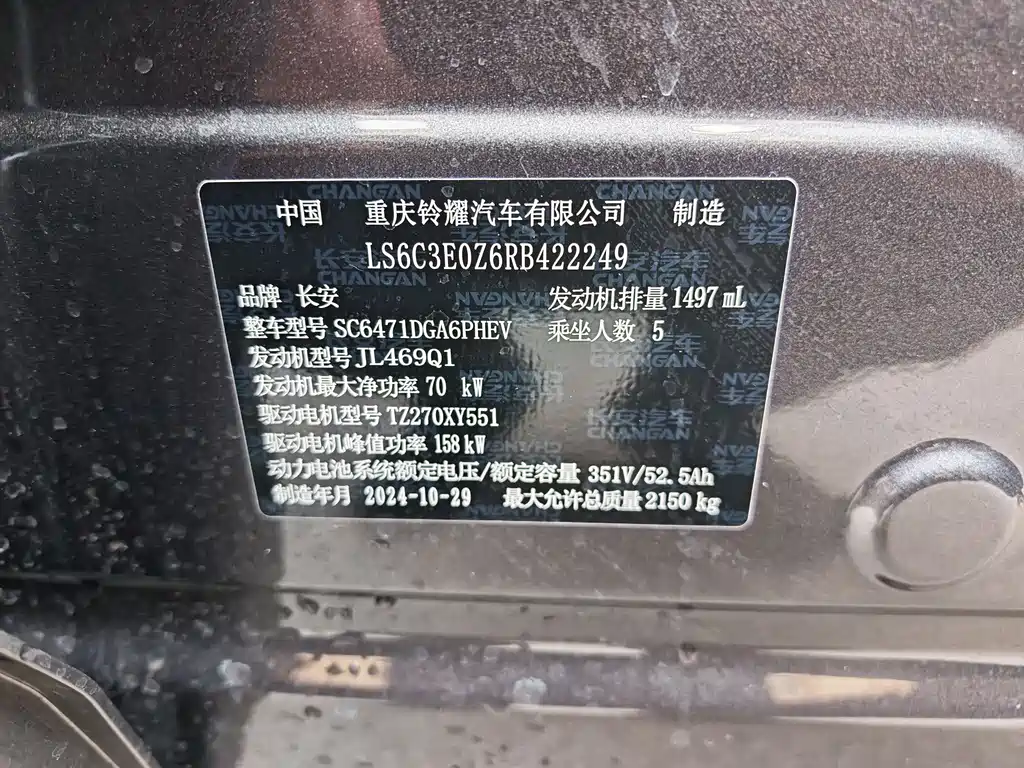 CHANGAN CHANGAN
中国 重庆铃耀汽车有限公司 制造
LS6C3E0Z6RB422249
品牌 长安 发动机排量 1497 mL
整车型号 SC6471DGA6PHEV 乘坐人数 5
发动机型号 JL469Q1
发动机最大净功率 70 kW
驱动电机型号 TZ270XY551
驱动电机峰值功率 158 kW
动力电池系统额定电压/额定容量 351V/52.5Ah
制造年月 2024-10-29 最大允许总质量 2150 kg